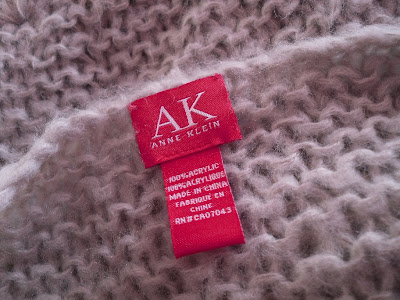 AK
ANNE KLEIN
100% ACRYLIC
100% ACRYLIQUE
MADE IN CHINA
FABRIQUE EN
CHINE
RN#CA07043